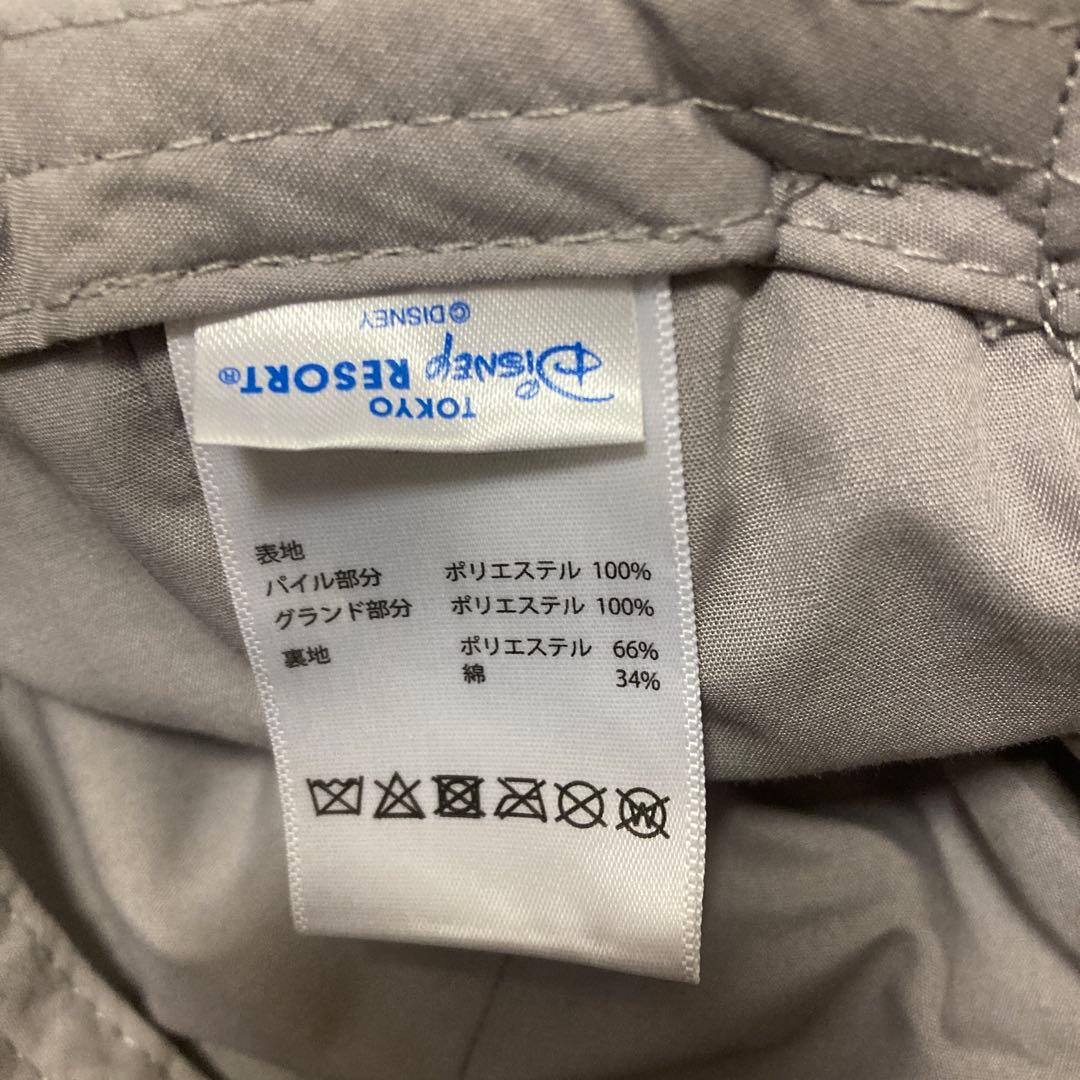 TOKYO
Disney RESORT®
©DISNEY
表地
パイル部分 ポリエステル 100%
グランド部分 ポリエステル 100%
裏地 ポリエステル 66%
綿 34%
W